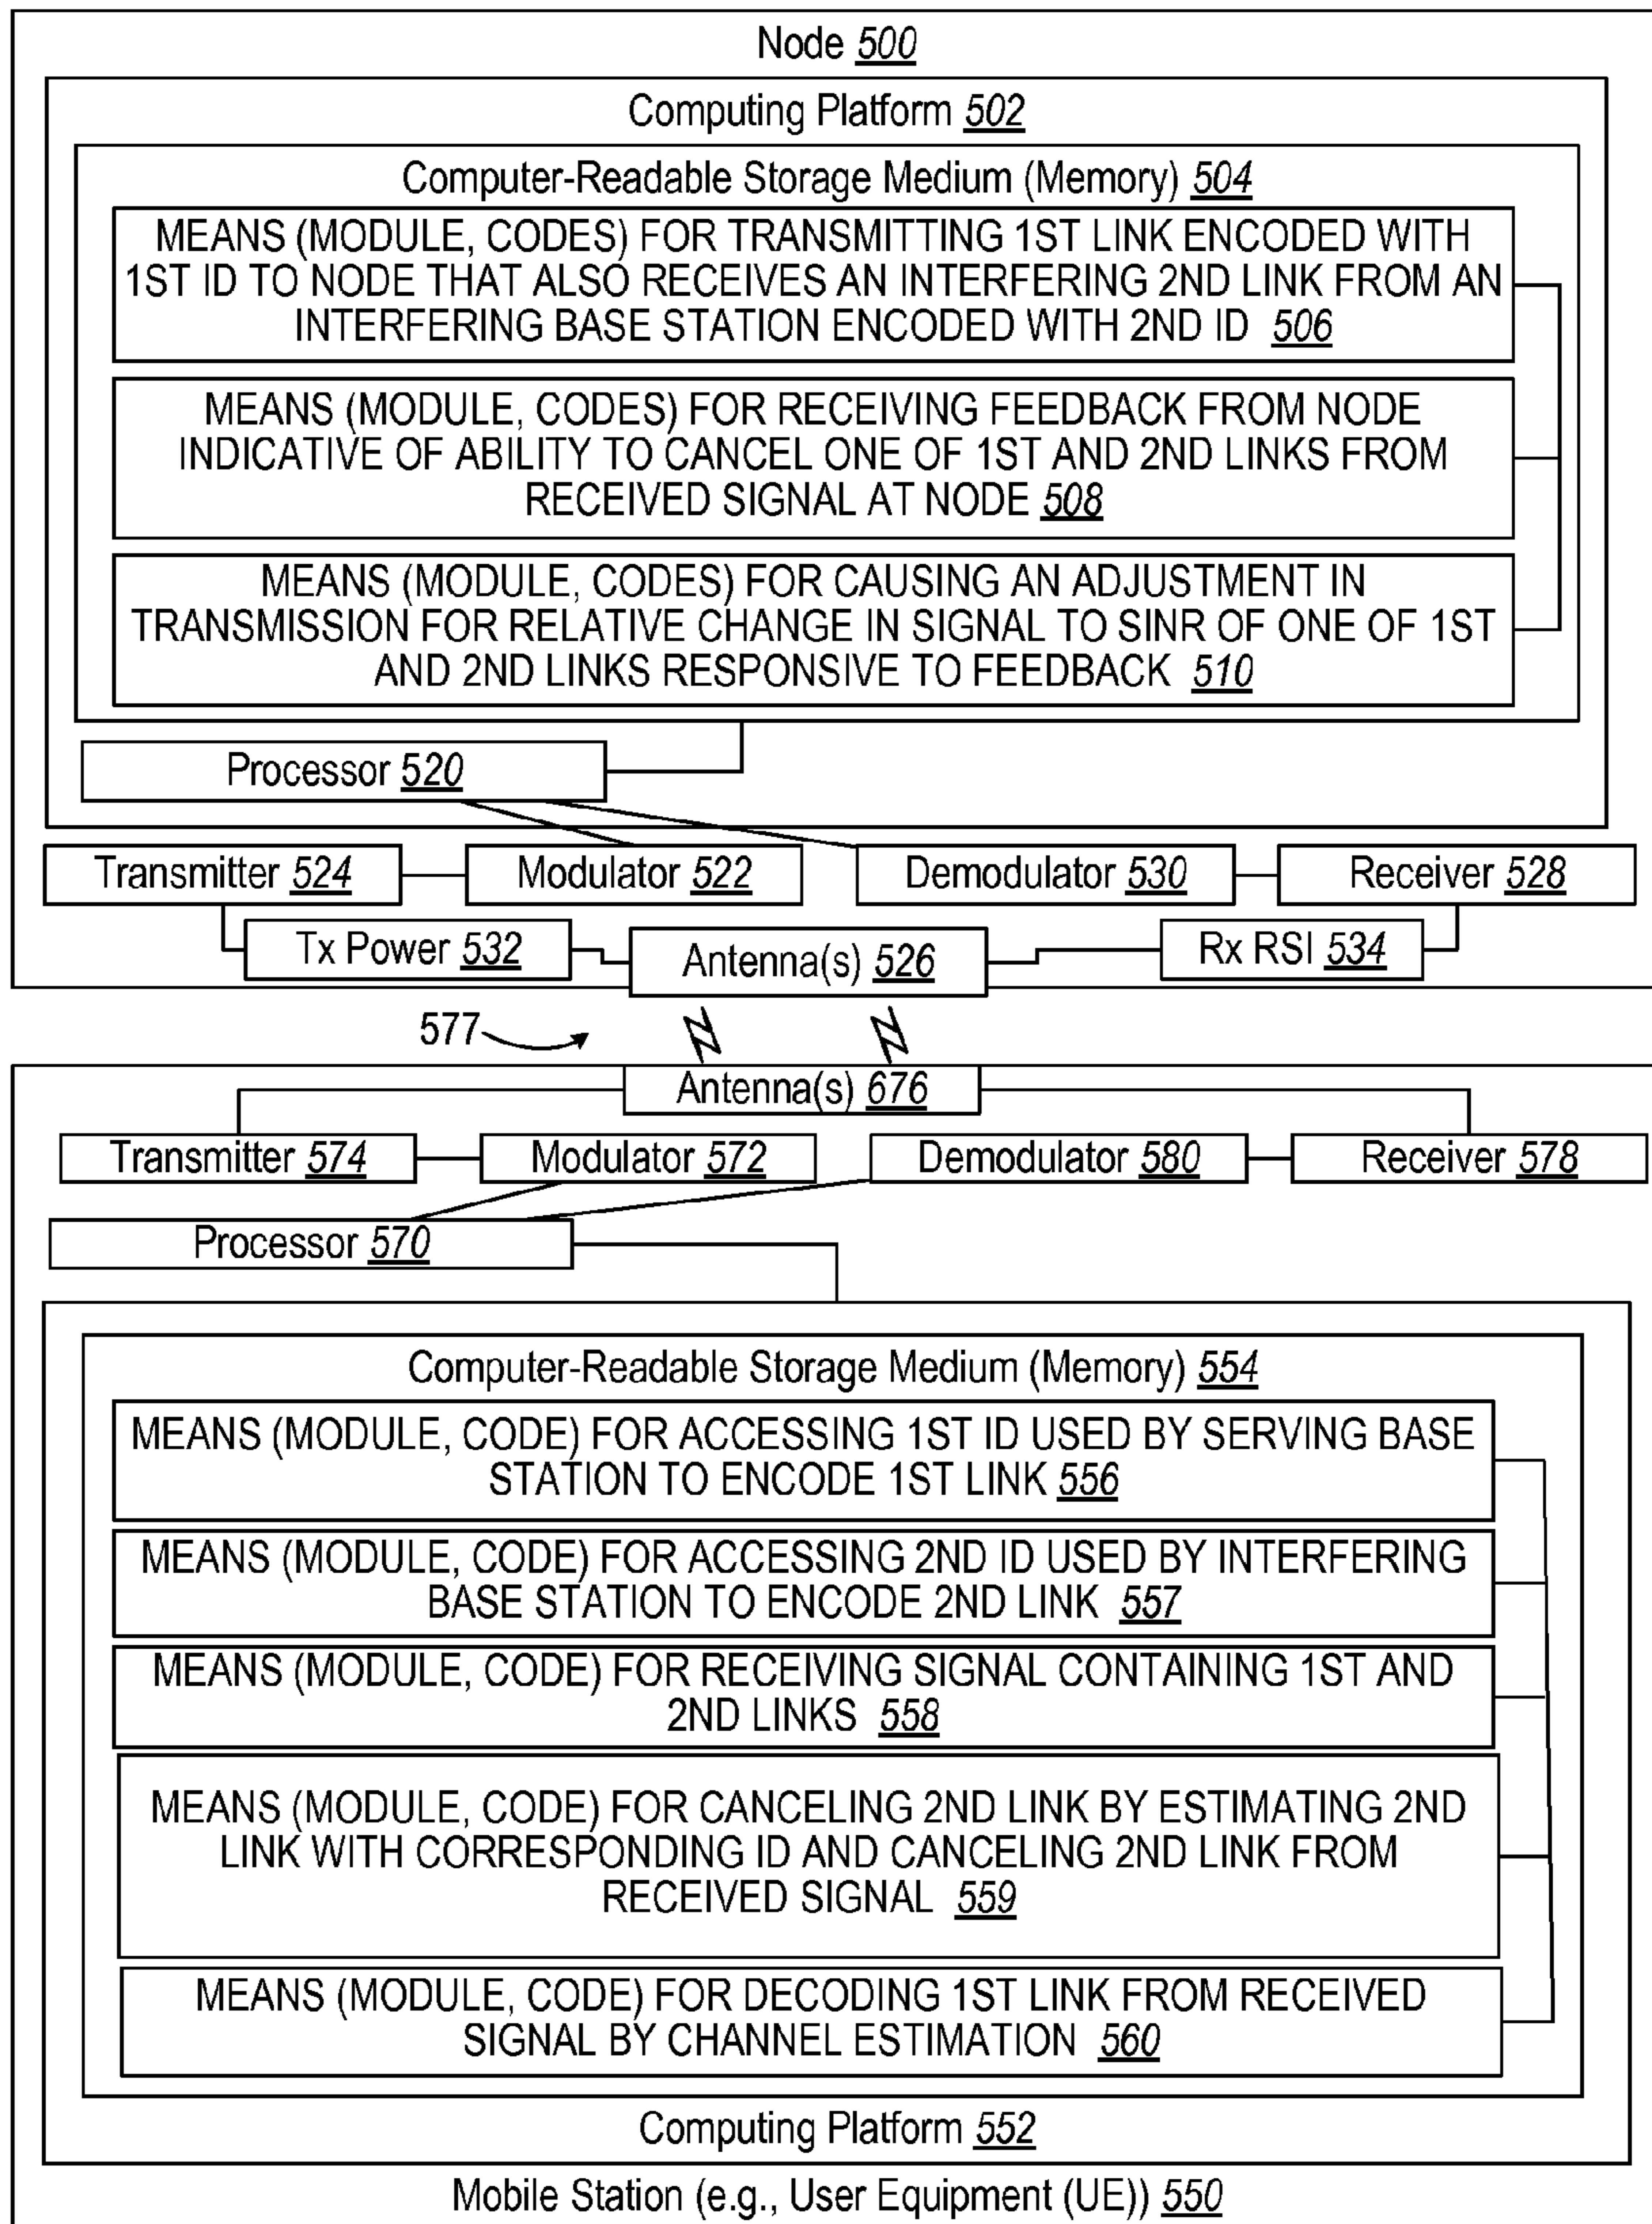 Node 500
Computing Platform 502
Computer-Readable Storage Medium (Memory) 504
MEANS (MODULE, CODES) FOR TRANSMITTING 1ST LINK ENCODED WITH
1ST ID TO NODE THAT ALSO RECEIVES AN INTERFERING 2ND LINK FROM AN
INTERFERING BASE STATION ENCODED WITH 2ND ID 506
MEANS (MODULE, CODES) FOR RECEIVING FEEDBACK FROM NODE
INDICATIVE OF ABILITY TO CANCEL ONE OF 1ST AND 2ND LINKS FROM
RECEIVED SIGNAL AT NODE 508
MEANS (MODULE, CODES) FOR CAUSING AN ADJUSTMENT IN
TRANSMISSION FOR RELATIVE CHANGE IN SIGNAL TO SINR OF ONE OF 1ST
AND 2ND LINKS RESPONSIVE TO FEEDBACK 510
Processor 520
Transmitter 524
Modulator 522
Demodulator 530
Receiver 528
Tx Power 532
Antenna(s) 526
Rx RSI 534
577
Antenna(s) 676
Transmitter 574
Modulator 572
Demodulator 580
Receiver 578
Processor 570
Computer-Readable Storage Medium (Memory) 554
MEANS (MODULE, CODE) FOR ACCESSING 1ST ID USED BY SERVING BASE
STATION TO ENCODE 1ST LINK 556
MEANS (MODULE, CODE) FOR ACCESSING 2ND ID USED BY INTERFERING
BASE STATION TO ENCODE 2ND LINK 557
MEANS (MODULE, CODE) FOR RECEIVING SIGNAL CONTAINING 1ST AND
2ND LINKS 558
MEANS (MODULE, CODE) FOR CANCELING 2ND LINK BY ESTIMATING 2ND
LINK WITH CORRESPONDING ID AND CANCELING 2ND LINK FROM
RECEIVED SIGNAL 559
MEANS (MODULE, CODE) FOR DECODING 1ST LINK FROM RECEIVED
SIGNAL BY CHANNEL ESTIMATION 560
Computing Platform 552
Mobile Station (e.g., User Equipment (UE)) 550